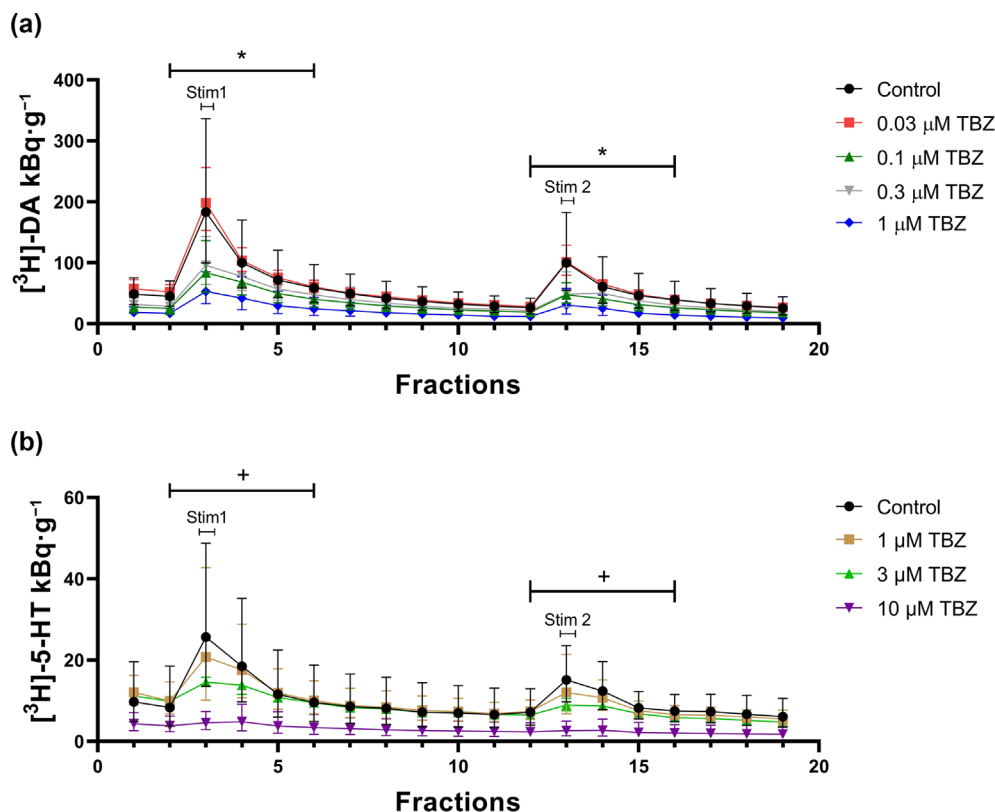 (a)
[³H]-DA kBq·g⁻¹
400
300
200
100
0
*
Stim1
*
Stim 2
0
5
10
15
20
Fractions
Control
0.03 μM TBZ
0.1 μM TBZ
0.3 μM TBZ
1 μM TBZ
(b)
[³H]-5-HT kBq·g⁻¹
60
40
20
0
+
Stim1
+
Stim 2
0
5
10
15
20
Fractions
Control
1 µM TBZ
3 µM TBZ
10 µM TBZ